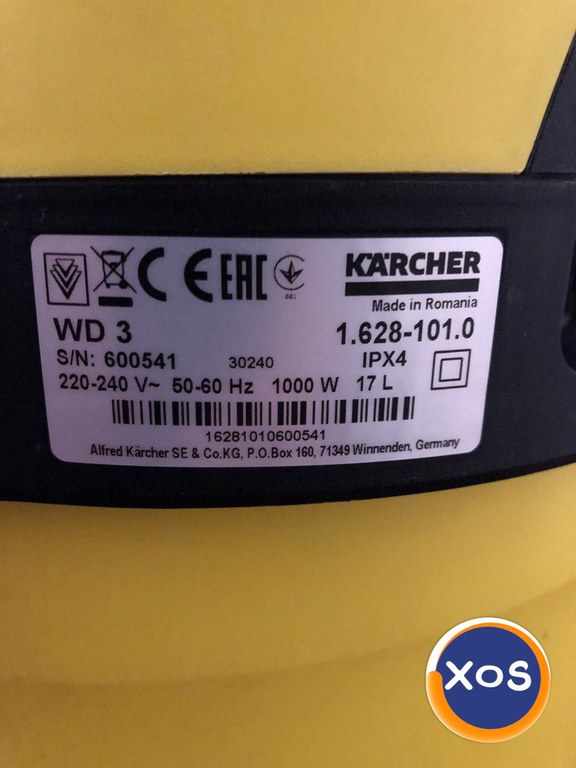 CE EAC
KÄRCHER
Made in Romania
WD 3
1.628-101.0
S/N: 600541
30240
IPX4
220-240 V~ 50-60 Hz 1000 W 17 L
16281010600541
Alfred Kärcher SE & Co.KG, P.O.Box 160, 71349 Winnenden, Germany
XOS